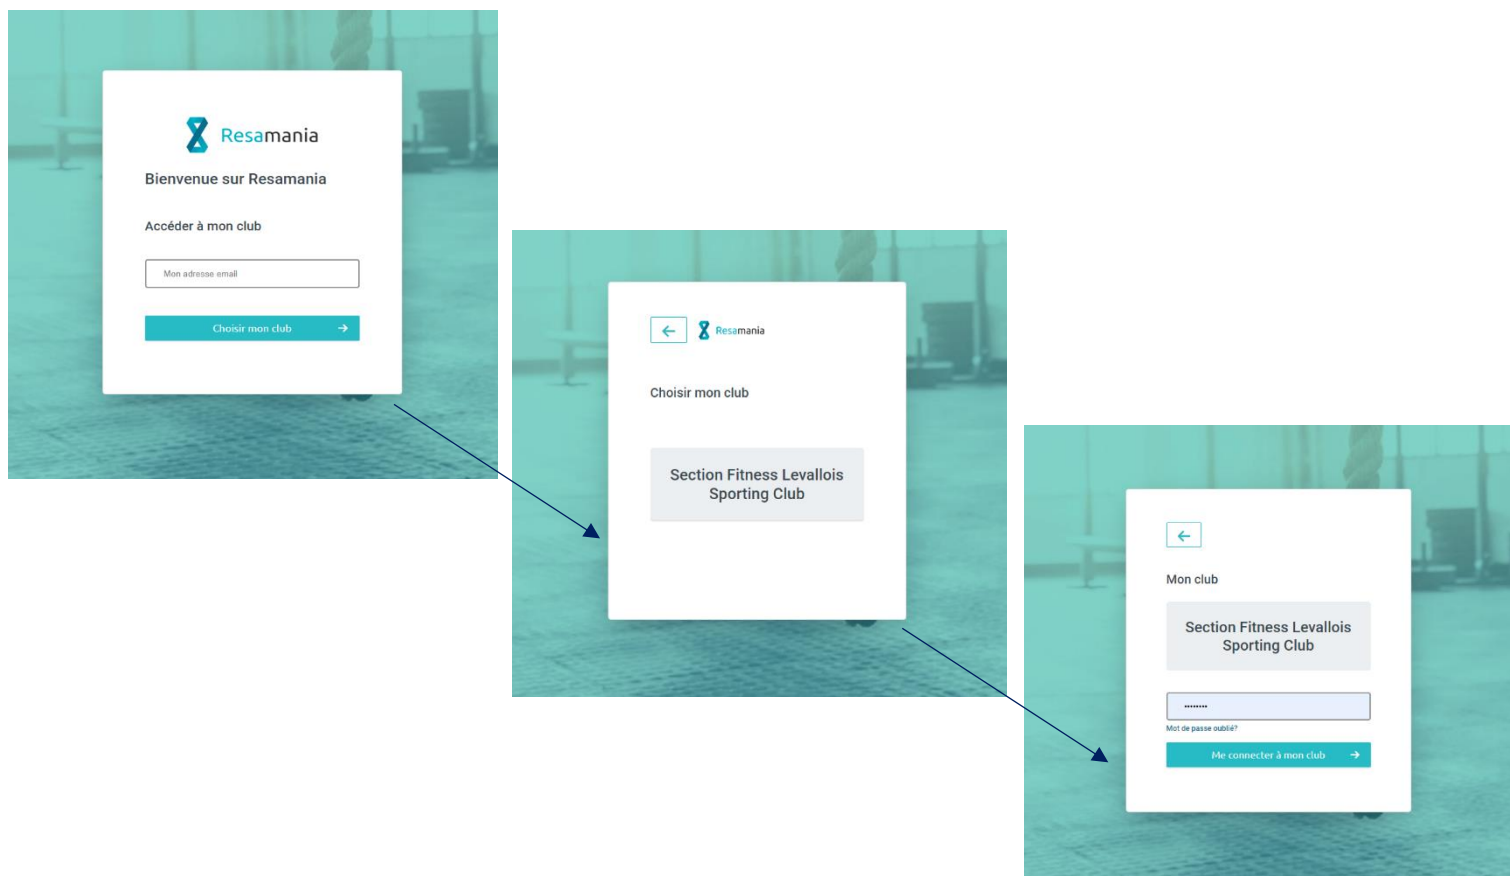 Resamania
Bienvenue sur Resamania
Accéder à mon club
Mon adresse email
Choisir mon club
Resamania
Choisir mon club
Section Fitness Levallois
Sporting Club
Mon club
Section Fitness Levallois
Sporting Club
Mot de passe oublié?
Me connecter à mon club